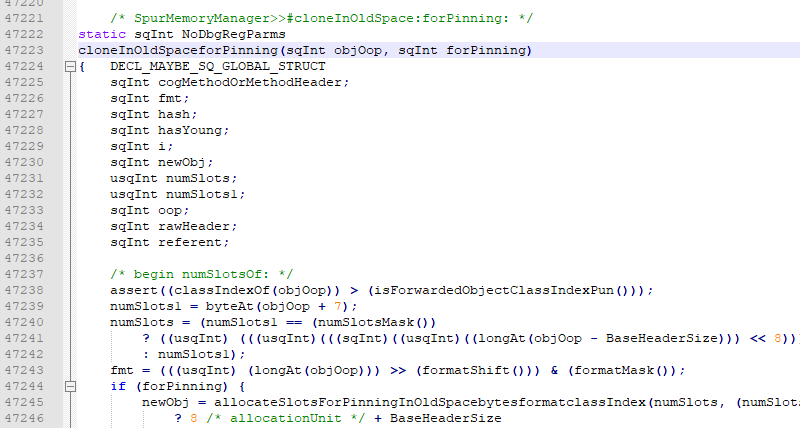 47220
47221 /* SpurMemoryManager>>#cloneInOldSpace:forPinning: */
47222 static sqInt NoDbgRegParms
47223 cloneInOldSpaceforPinning(sqInt objOop, sqInt forPinning)
47224 { DECL_MAYBE_SQ_GLOBAL_STRUCT
47225 sqInt cogMethodOrMethodHeader;
47226 sqInt fmt;
47227 sqInt hash;
47228 sqInt hasYoung;
47229 sqInt i;
47230 sqInt newObj;
47231 usqInt numSlots;
47232 usqInt numSlots1;
47233 sqInt oop;
47234 sqInt rawHeader;
47235 sqInt referent;
47236
47237 /* begin numSlotsOf: */
47238 assert((classIndexOf(objOop)) > (isForwardedObjectClassIndexPun()));
47239 numSlots1 = byteAt(objOop + 7);
47240 numSlots = (numSlots1 == (numSlotsMask())
47241 ? ((usqInt) (((usqInt)(((sqInt)((usqInt)((longAt(objOop - BaseHeaderSize))) << 8)))
47242 : numSlots1);
47243 fmt = (((usqInt) (longAt(objOop))) >> (formatShift())) & (formatMask());
47244 if (forPinning) {
47245 newObj = allocateSlotsForPinningInOldSpacebytesformatclassIndex(numSlots, (numSlots
47246 ? 8 /* allocationUnit */ + BaseHeaderSize